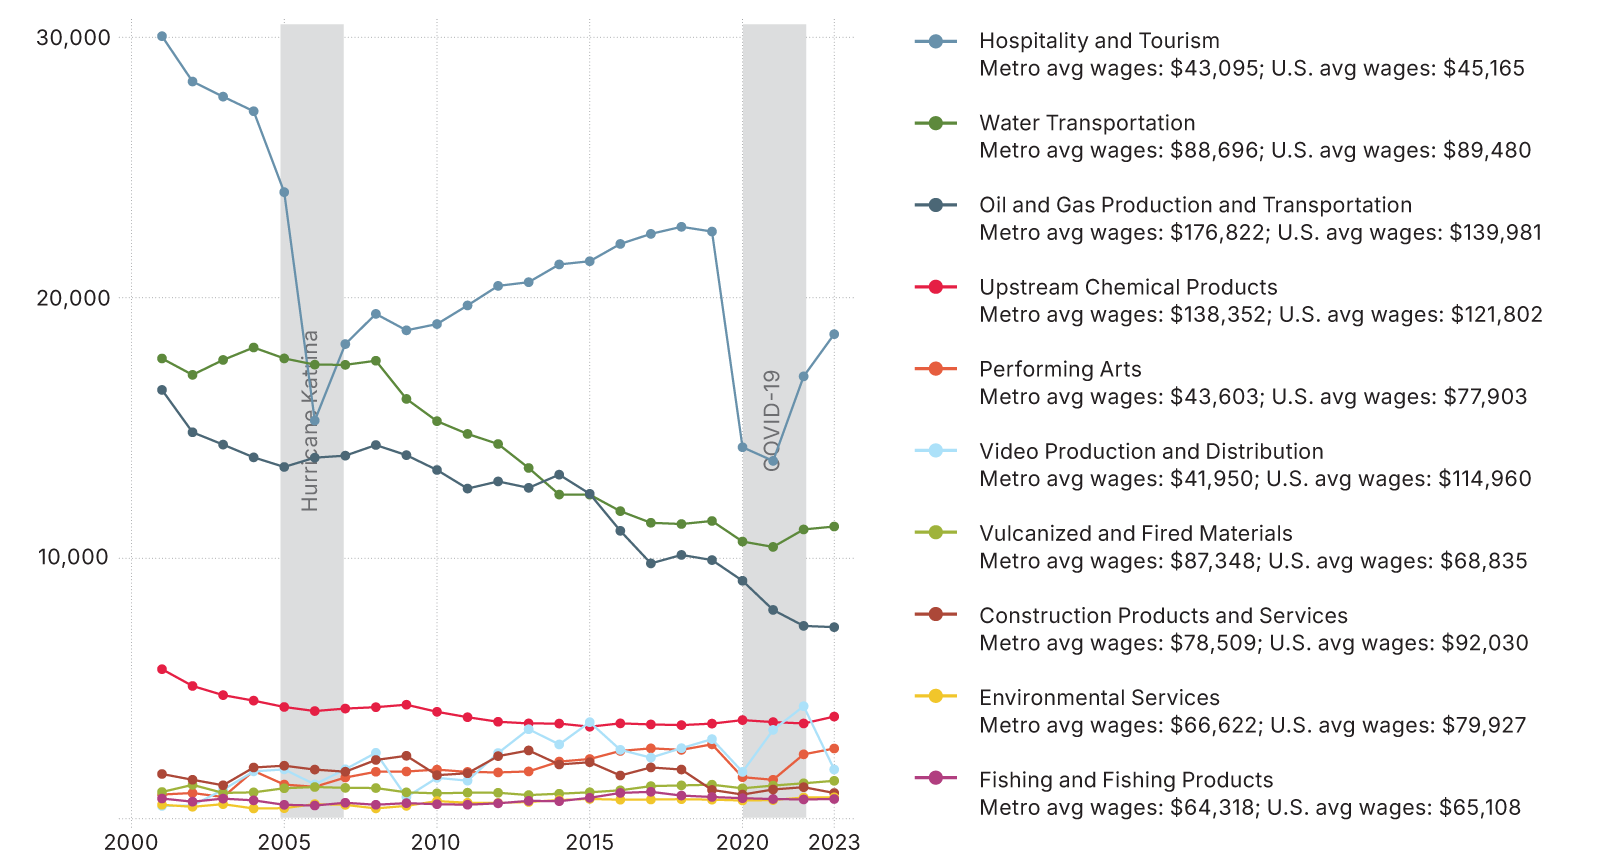 30,000
20,000
10,000
2000
2005
2010
2015
2020
2023
Hurricane Katrina
COVID-19
Hospitality and Tourism
Metro avg wages: $43,095; U.S. avg wages: $45,165
Water Transportation
Metro avg wages: $88,696; U.S. avg wages: $89,480
Oil and Gas Production and Transportation
Metro avg wages: $176,822; U.S. avg wages: $139,981
Upstream Chemical Products
Metro avg wages: $138,352; U.S. avg wages: $121,802
Performing Arts
Metro avg wages: $43,603; U.S. avg wages: $77,903
Video Production and Distribution
Metro avg wages: $41,950; U.S. avg wages: $114,960
Vulcanized and Fired Materials
Metro avg wages: $87,348; U.S. avg wages: $68,835
Construction Products and Services
Metro avg wages: $78,509; U.S. avg wages: $92,030
Environmental Services
Metro avg wages: $66,622; U.S. avg wages: $79,927
Fishing and Fishing Products
Metro avg wages: $64,318; U.S. avg wages: $65,108